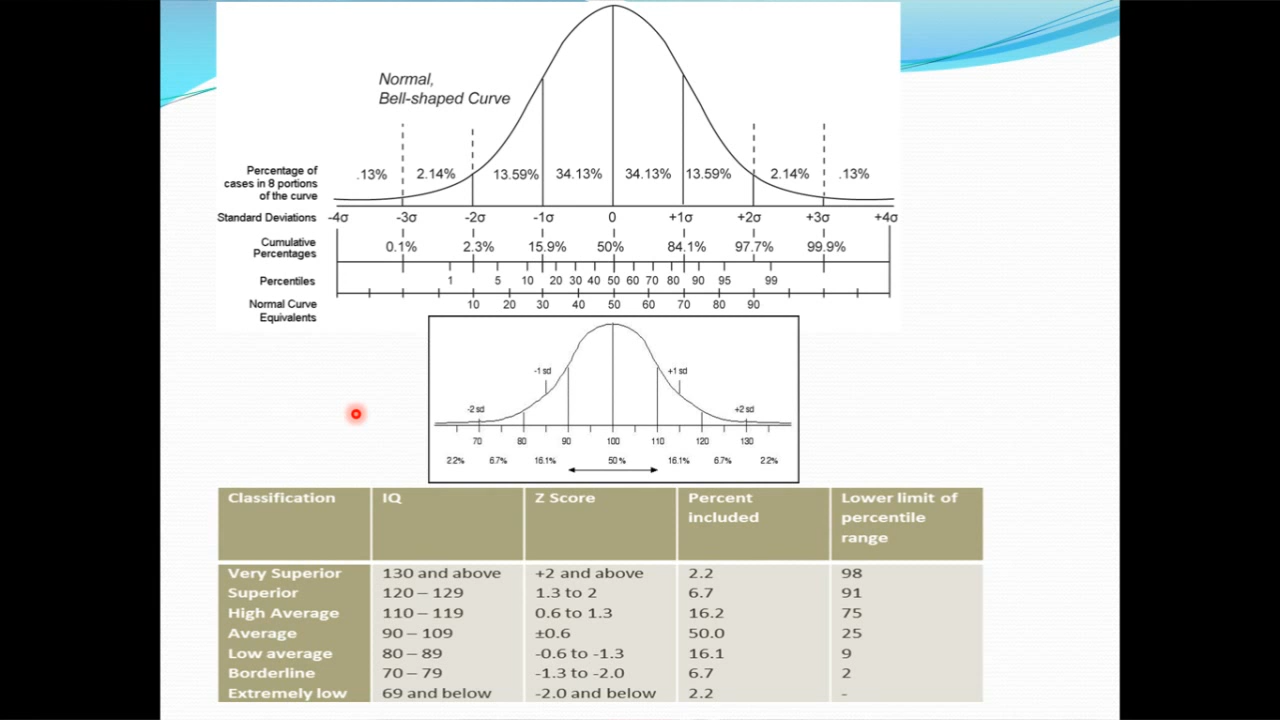 Normal,
Bell-shaped Curve
Percentage of
cases in 8 portions
of the curve
.13% 2.14% 13.59% 34.13% 34.13% 13.59% 2.14% .13%
Standard Deviations -4σ -3σ -2σ -1σ 0 +1σ +2σ +3σ +4σ
Cumulative
Percentages
0.1% 2.3% 15.9% 50% 84.1% 97.7% 99.9%
Percentiles 1 5 10 20 30 40 50 60 70 80 90 95 99
Normal Curve
Equivalents
10 20 30 40 50 60 70 80 90
-1 sd +1 sd
-2 sd +2 sd
70 80 90 100 110 120 130
2.2% 6.7% 16.1% 50% 16.1% 6.7% 2.2%
Classification IQ Z Score Percent included Lower limit of percentile range
Very Superior 130 and above +2 and above 2.2 98
Superior 120 – 129 1.3 to 2 6.7 91
High Average 110 – 119 0.6 to 1.3 16.2 75
Average 90 – 109 ±0.6 50.0 25
Low average 80 – 89 -0.6 to -1.3 16.1 9
Borderline 70 – 79 -1.3 to -2.0 6.7 2
Extremely low 69 and below -2.0 and below 2.2 -